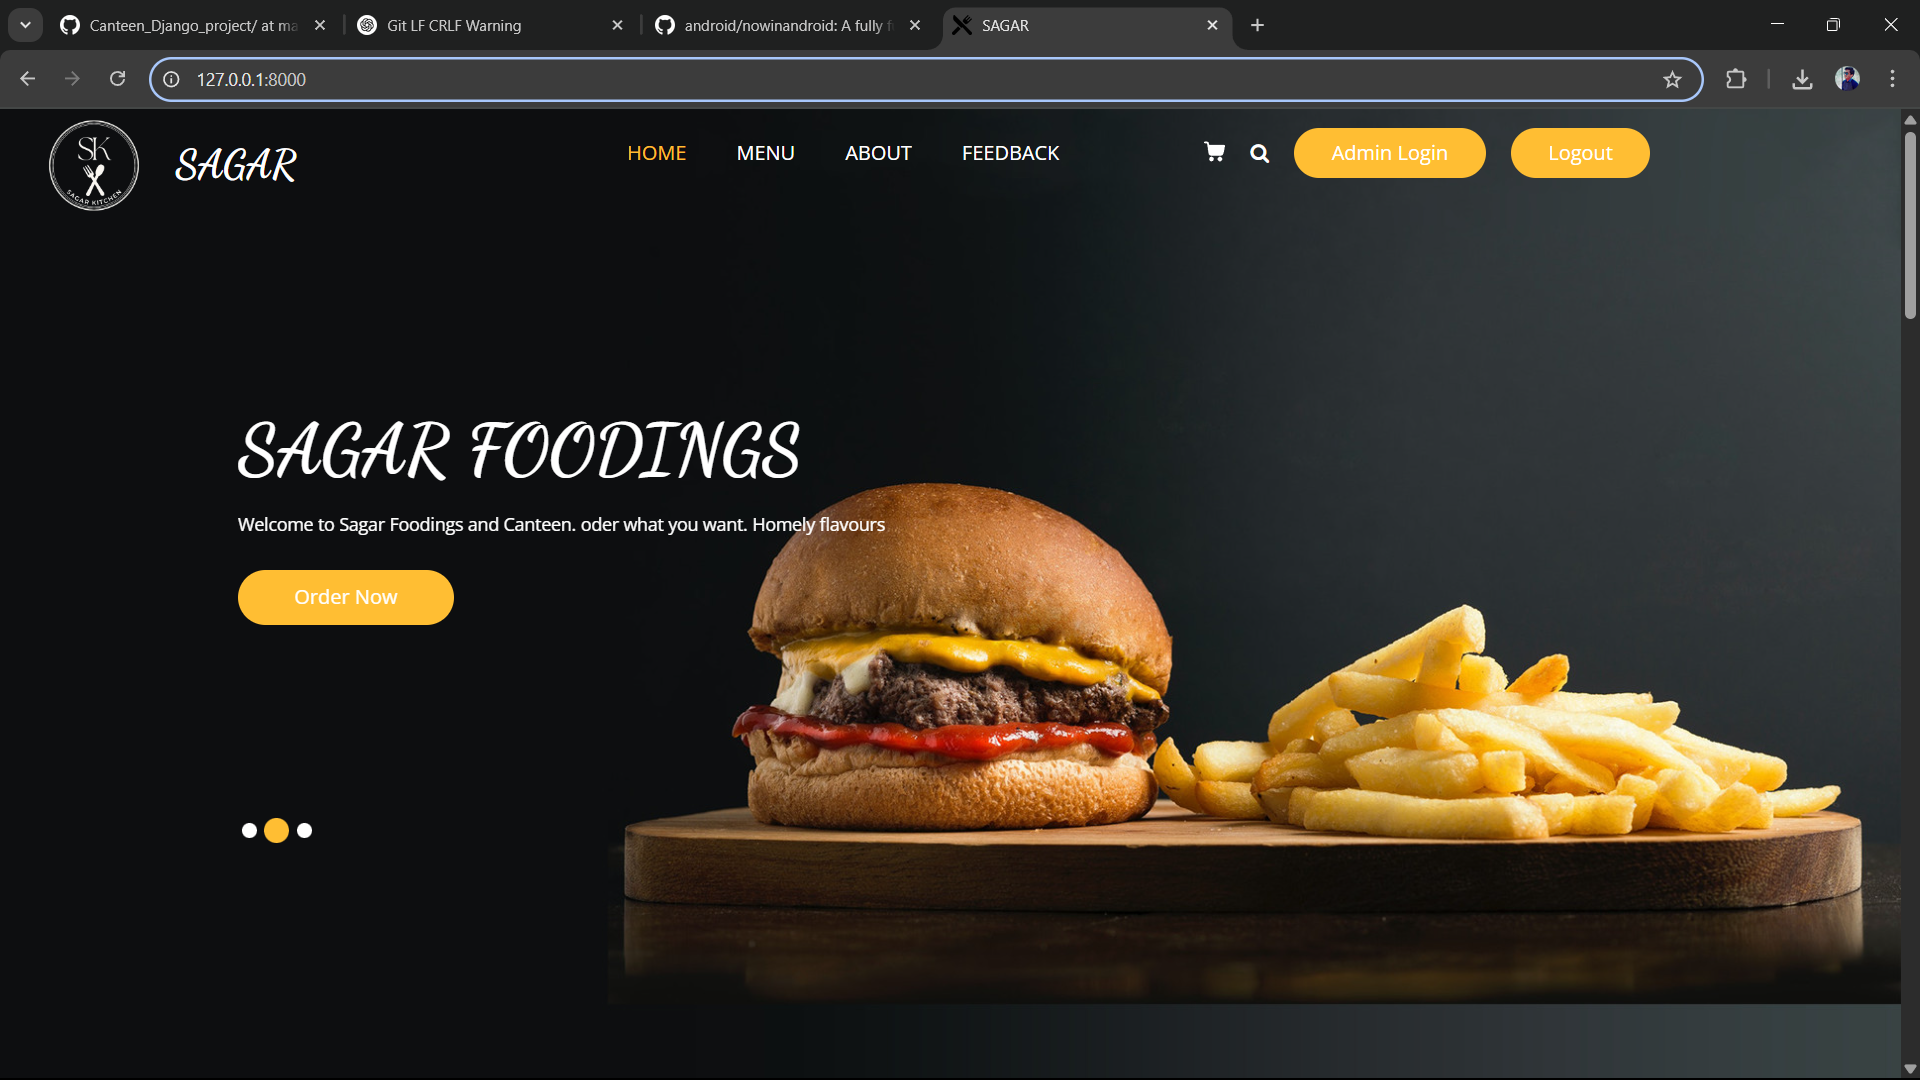 Canteen_Django_project/ at ma
Git LF CRLF Warning
android/nowinandroid: A fully f
SAGAR
127.0.0.1:8000
SK
SAGAR KITCHEN
SAGAR
HOME
MENU
ABOUT
FEEDBACK
Admin Login
Logout
SAGAR FOODINGS
Welcome to Sagar Foodings and Canteen. oder what you want. Homely flavours
Order Now